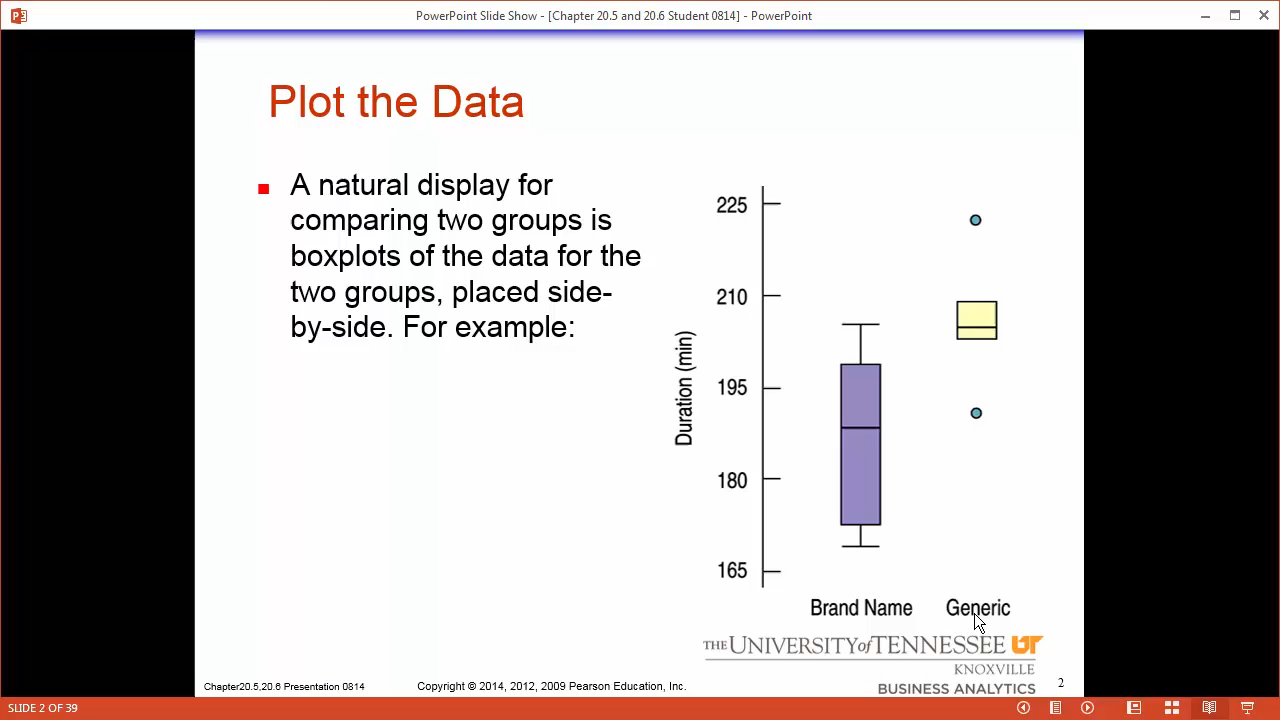 PowerPoint Slide Show - [Chapter 20.5 and 20.6 Student 0814] - PowerPoint
Plot the Data
A natural display for
comparing two groups is
boxplots of the data for the
two groups, placed side-
by-side. For example:
225
210
195
180
165
Duration (min)
Brand Name Generic
THE UNIVERSITY of TENNESSEE UT
KNOXVILLE
BUSINESS ANALYTICS
Chapter20.5,20.6 Presentation 0814
Copyright © 2014, 2012, 2009 Pearson Education, Inc.
2
SLIDE 2 OF 39